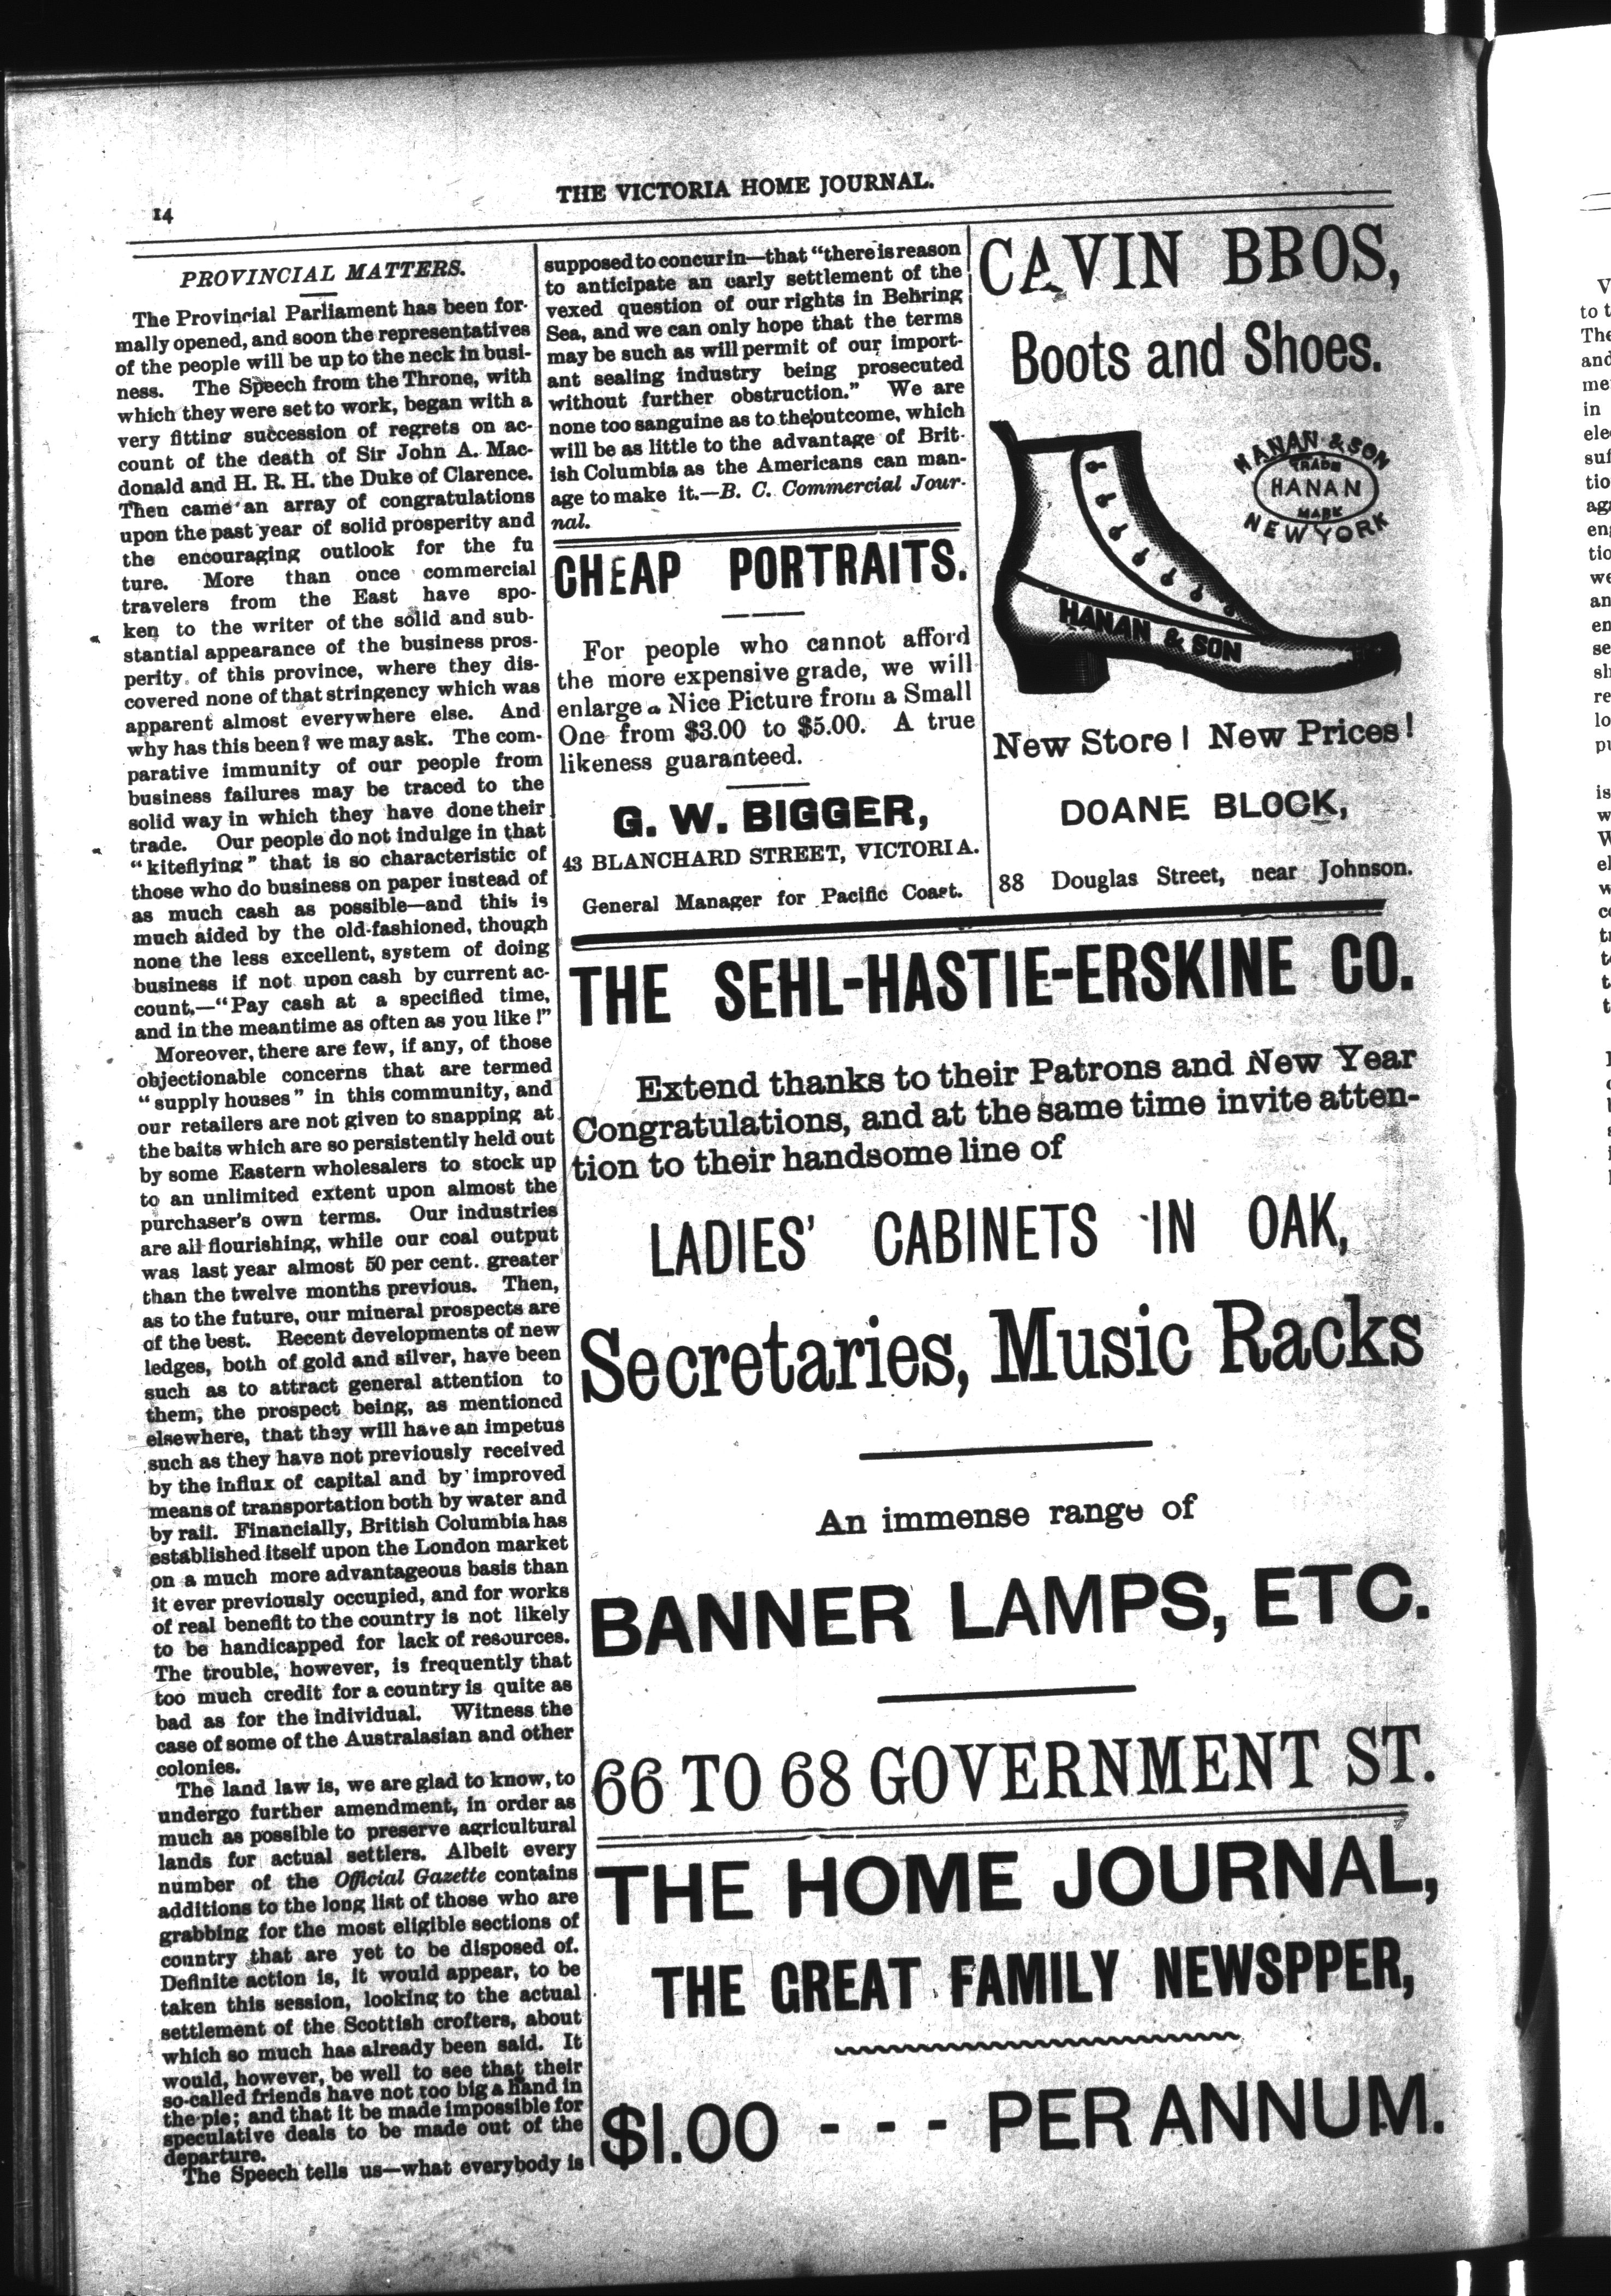 14
THE VICTORIA HOME JOURNAL.
PROVINCIAL MATTERS.
The Provincial Parliament has been for-
mally opened, and soon the representatives
of the people will be up to the neck in busi-
ness. The Speech from the Throne, with
which they were set to work, began with a
very fitting succession of regrets on ac-
count of the death of Sir John A. Mac-
donald and H. R. H. the Duke of Clarence.
Then came an array of congratulations
upon the past year of solid prosperity and
the encouraging outlook for the fu
ture. More than once commercial
travelers from the East have spo-
ken to the writer of the solid and sub-
stantial appearance of the business pros-
perity of this province, where they dis-
covered none of that stringency which was
apparent almost everywhere else. And
why has this been? we may ask. The com-
parative immunity of our people from
business failures may be traced to the
solid way in which they have done their
trade. Our people do not indulge in that
"kiteflying" that is so characteristic of
those who do business on paper instead of
as much cash as possible—and this is
much aided by the old-fashioned, though
none the less excellent, system of doing
business if not upon cash by current ac-
count,—"Pay cash at a specified time,
and in the meantime as often as you like!"
Moreover, there are few, if any, of those
objectionable concerns that are termed
"supply houses" in this community, and
our retailers are not given to snapping at
the baits which are so persistently held out
by some Eastern wholesalers to stock up
to an unlimited extent upon almost the
purchaser's own terms. Our industries
are all flourishing, while our coal output
was last year almost 50 per cent. greater
than the twelve months previous. Then,
as to the future, our mineral prospects are
of the best. Recent developments of new
ledges, both of gold and silver, have been
such as to attract general attention to
them, the prospect being, as mentioned
elsewhere, that they will have an impetus
such as they have not previously received
by the influx of capital and by improved
means of transportation both by water and
by rail. Financially, British Columbia has
established itself upon the London market
on a much more advantageous basis than
it ever previously occupied, and for works
of real benefit to the country is not likely
to be handicapped for lack of resources.
The trouble, however, is frequently that
too much credit for a country is quite as
bad as for the individual. Witness the
case of some of the Australasian and other
colonies.
The land law is, we are glad to know, to
undergo further amendment, in order as
much as possible to preserve agricultural
lands for actual settlers. Albeit every
number of the Official Gazette contains
additions to the long list of those who are
grabbing for the most eligible sections of
country that are yet to be disposed of.
Definite action is, it would appear, to be
taken this session, looking to the actual
settlement of the Scottish crofters, about
which so much has already been said. It
would, however, be well to see that their
so-called friends have not too big a hand in
the pie; and that it be made impossible for
speculative deals to be made out of the
departure.
The Speech tells us—what everybody is
supposed to concur in—that "there is reason
to anticipate an early settlement of the
vexed question of our rights in Behring
Sea, and we can only hope that the terms
may be such as will permit of our import-
ant sealing industry being prosecuted
without further obstruction." We are
none too sanguine as to the outcome, which
will be as little to the advantage of Brit-
ish Columbia as the Americans can man-
age to make it.—B. C. Commercial Jour-
nal.
CHEAP PORTRAITS.
For people who cannot afford
the more expensive grade, we will
enlarge a Nice Picture from a Small
One from $3.00 to $5.00. A true
likeness guaranteed.
G. W. BIGGER,
43 BLANCHARD STREET, VICTORIA.
General Manager for Pacific Coast.
CAVIN BROS,
Boots and Shoes.
HANAN & SON
TRADE
HANAN
MARK
NEW YORK
HANAN & SON
New Store! New Prices!
DOANE BLOCK,
88 Douglas Street, near Johnson.
THE SEHL-HASTIE-ERSKINE CO.
Extend thanks to their Patrons and New Year
Congratulations, and at the same time invite atten-
tion to their handsome line of
LADIES' CABINETS IN OAK,
Secretaries, Music Racks
An immense range of
BANNER LAMPS, ETC.
66 TO 68 GOVERNMENT ST.
THE HOME JOURNAL,
THE GREAT FAMILY NEWSPPER,
$1.00 - - - PER ANNUM.